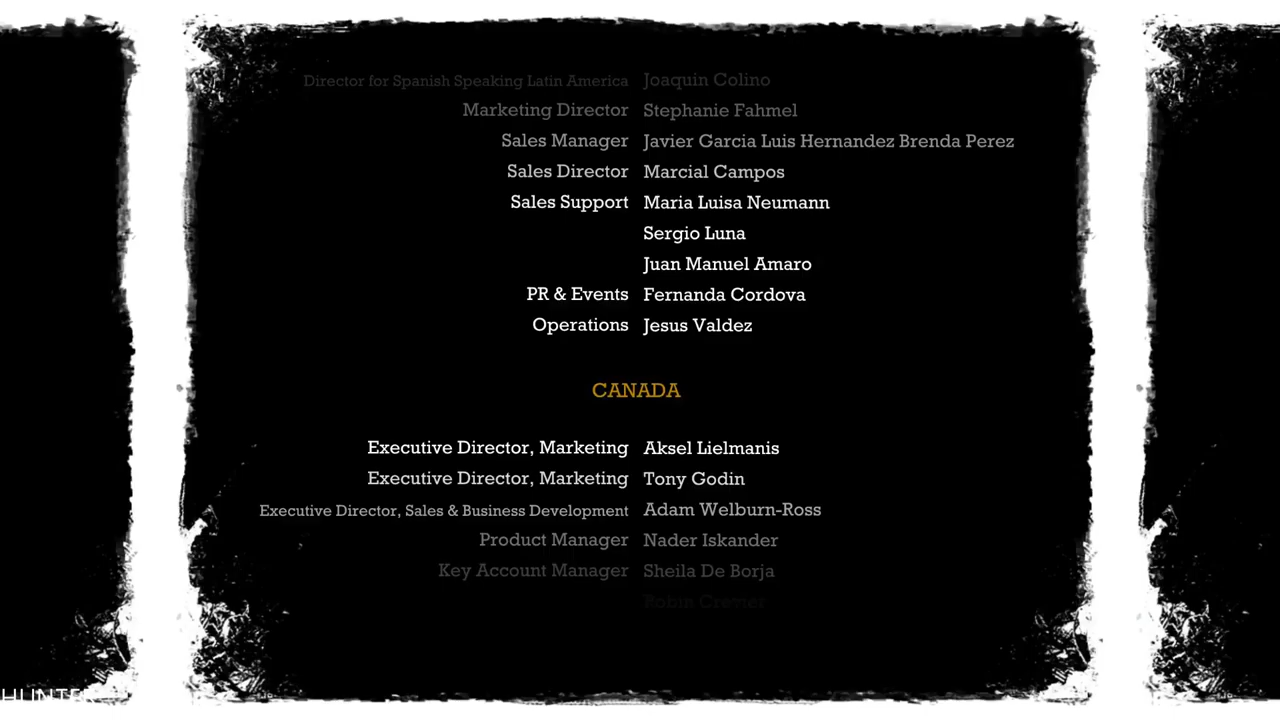 Director for Spanish Speaking Latin America Joaquin Colino
Marketing Director Stephanie Fahmel
Sales Manager Javier Garcia Luis Hernandez Brenda Perez
Sales Director Marcial Campos
Sales Support Maria Luisa Neumann
Sergio Luna
Juan Manuel Amaro
PR & Events Fernanda Cordova
Operations Jesus Valdez
CANADA
Executive Director, Marketing Aksel Lielmanis
Executive Director, Marketing Tony Godin
Executive Director, Sales & Business Development Adam Welburn-Ross
Product Manager Nader Iskander
Key Account Manager Sheila De Borja
Robin Cremer